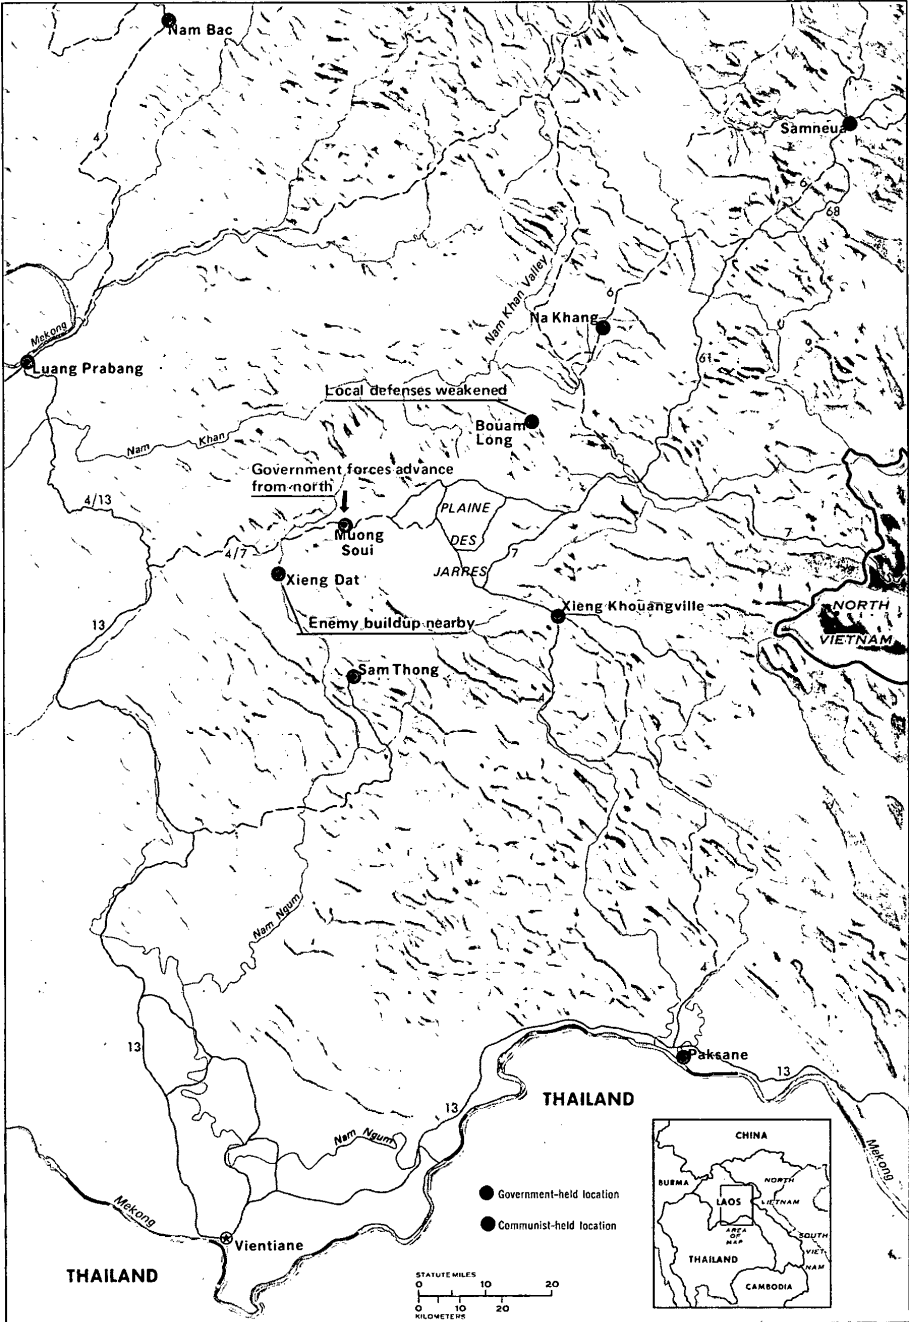 Nam Bac
4
Samneua
6
68
Nam Khan Valley
6
Na Khang
Mekong
Luang Prabang
61
Local defenses weakened
Bouam
Long
Nam Khan
Government forces advance
from north
4/13
PLAINE
DES
JARRES
Muong
Soui
7
4/7
7
Xieng Dat
Xieng Khouangville
NORTH
VIETNAM
13
Enemy buildup nearby
Sam Thong
Nam Ngum
4
13
Paksane
13
THAILAND
13
Nam Ngum
Mekong
Mekong
Vientiane
THAILAND
Government-held location
Communist-held location
STATUTE MILES
0 10 20
0 10 20
KILOMETERS
CHINA
BURMA
NORTH
VIETNAM
LAOS
AREA
OF
MAP
SOUTH
VIET-
NAM
THAILAND
CAMBODIA